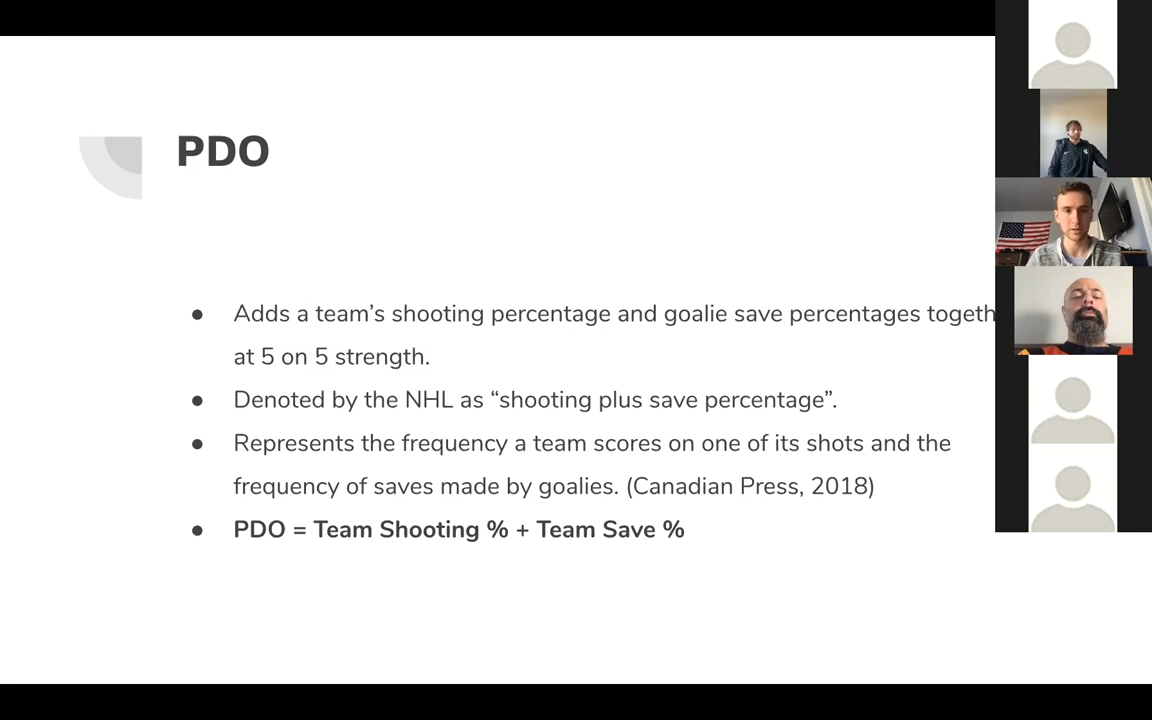 PDO
● Adds a team’s shooting percentage and goalie save percentages togeth
at 5 on 5 strength.
● Denoted by the NHL as “shooting plus save percentage”.
● Represents the frequency a team scores on one of its shots and the
frequency of saves made by goalies. (Canadian Press, 2018)
● PDO = Team Shooting % + Team Save %